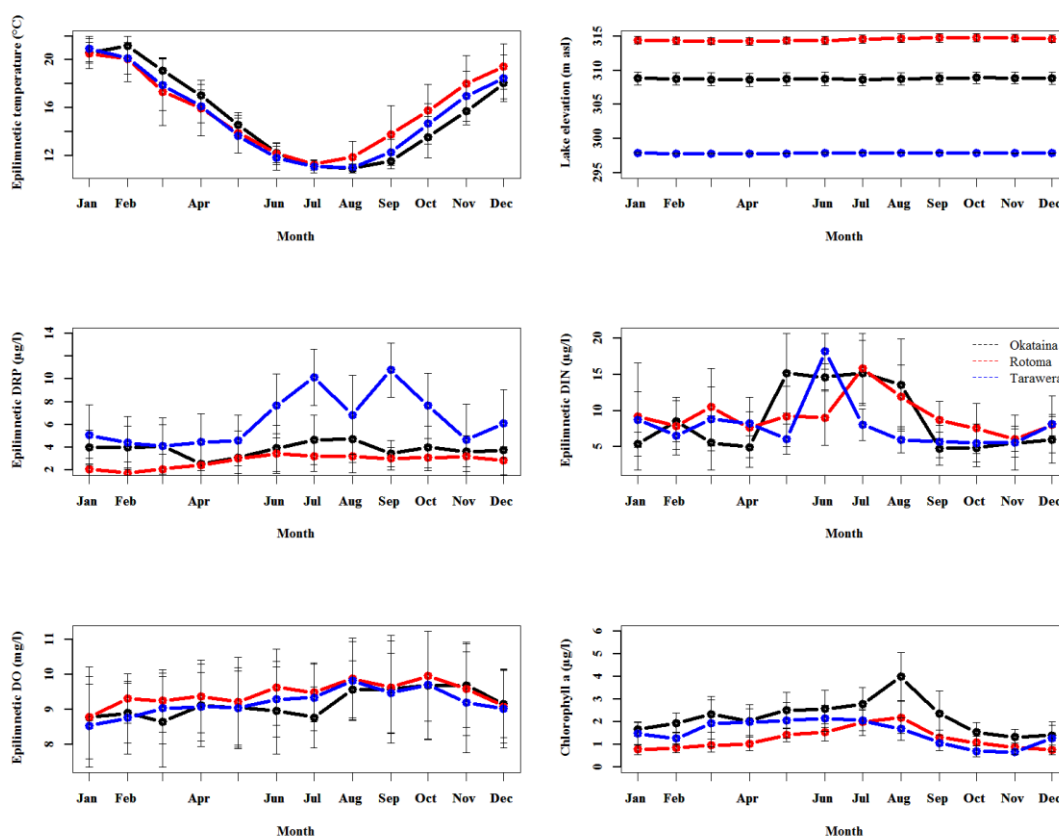 Epilimnetic temperature (°C)
20
16
12
Jan Feb Apr Jun Jul Aug Sep Oct Nov Dec
Month
Lake elevation (m asl)
315
310
305
300
295
Jan Feb Apr Jun Jul Aug Sep Oct Nov Dec
Month
Epilimnetic DRP (µg/l)
14
12
10
8
6
4
2
Jan Feb Apr Jun Jul Aug Sep Oct Nov Dec
Month
Epilimnetic DIN (µg/l)
20
15
10
5
Okataina
Rotoma
Tarawera
Jan Feb Apr Jun Jul Aug Sep Oct Nov Dec
Month
Epilimnetic DO (mg/l)
11
10
9
8
Jan Feb Apr Jun Jul Aug Sep Oct Nov Dec
Month
Chlorophyll a (µg/l)
6
5
4
3
2
1
0
Jan Feb Apr Jun Jul Aug Sep Oct Nov Dec
Month